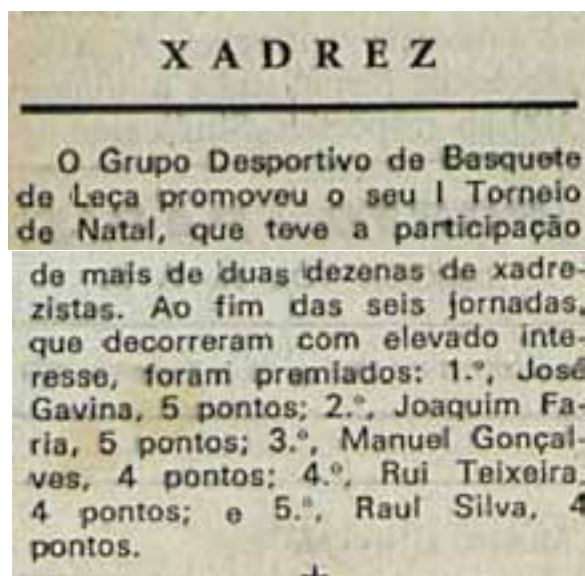 XADREZ
O Grupo Desportivo de Basquete
de Leça promoveu o seu I Torneio
de Natal, que teve a participação
de mais de duas dezenas de xadre-
zistas. Ao fim das seis jornadas,
que decorreram com elevado inte-
resse, foram premiados: 1.º, José
Gavina, 5 pontos; 2.º, Joaquim Fa-
ria, 5 pontos; 3.º, Manuel Gonçal-
ves, 4 pontos; 4.º, Rui Teixeira,
4 pontos; e 5.º, Raul Silva, 4
pontos.